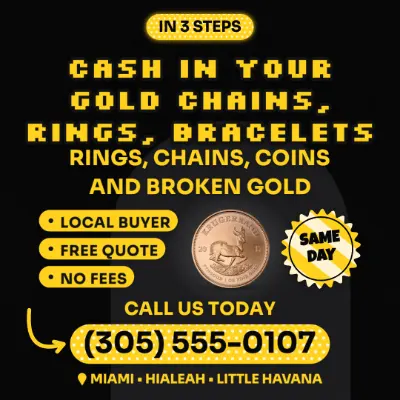 IN 3 STEPS
CASH IN YOUR
GOLD CHAINS,
RINGS, BRACELETS
RINGS, CHAINS, COINS
AND BROKEN GOLD
• LOCAL BUYER
• FREE QUOTE
• NO FEES
KRUGERRAND
SAME
DAY
CALL US TODAY
(305) 555-0107
MIAMI • HIALEAH • LITTLE HAVANA